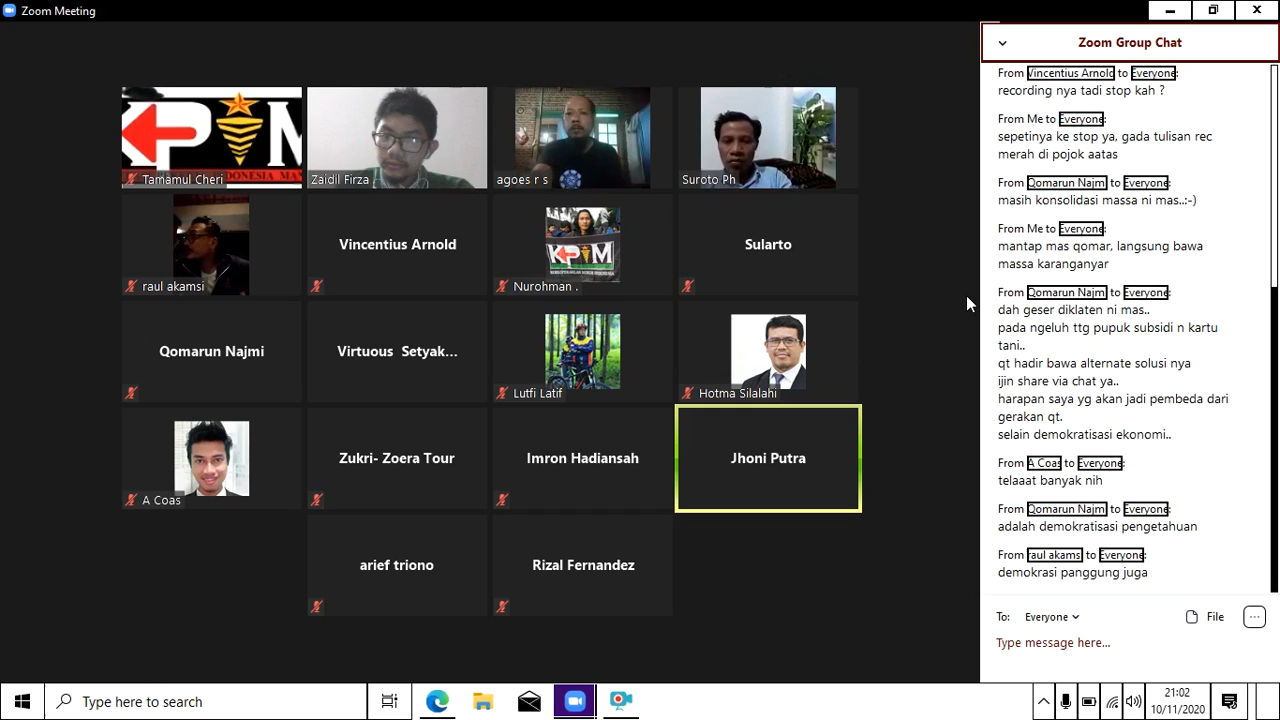 Zoom Meeting
Zoom Group Chat
From Vincentius Arnold to Everyone:
recording nya tadi stop kah ?
From Me to Everyone:
sepetinya ke stop ya, gada tulisan rec
merah di pojok aatas
From Qomarun Najmi to Everyone:
masih konsolidasi massa ni mas..:-)
From Me to Everyone:
mantap mas qomar, langsung bawa
massa karanganyar
From Qomarun Najmi to Everyone:
dah geser diklaten ni mas..
pada ngeluh ttg pupuk subsidi n kartu
tani..
qt hadir bawa alternate solusi nya
ijin share via chat ya..
harapan saya yg akan jadi pembeda dari
gerakan qt.
selain demokratisasi ekonomi..
From A Coas to Everyone:
telaaat banyak nih
From Qomarun Najmi to Everyone:
adalah demokratisasi pengetahuan
From raul akamsi to Everyone:
demokrasi panggung juga
To: Everyone
File
Type message here...
KPM
Tamamul Cheri
Zaidil Firza
agoes r s
Suroto Ph
raul akamsi
Vincentius Arnold
Nurohman .
Sularto
Qomarun Najmi
Virtuous Setyak...
Lutfi Latif
Hotma Silalahi
A Coas
Zukri- Zoera Tour
Imron Hadiansah
Jhoni Putra
arief triono
Rizal Fernandez
Type here to search
21:02
10/11/2020